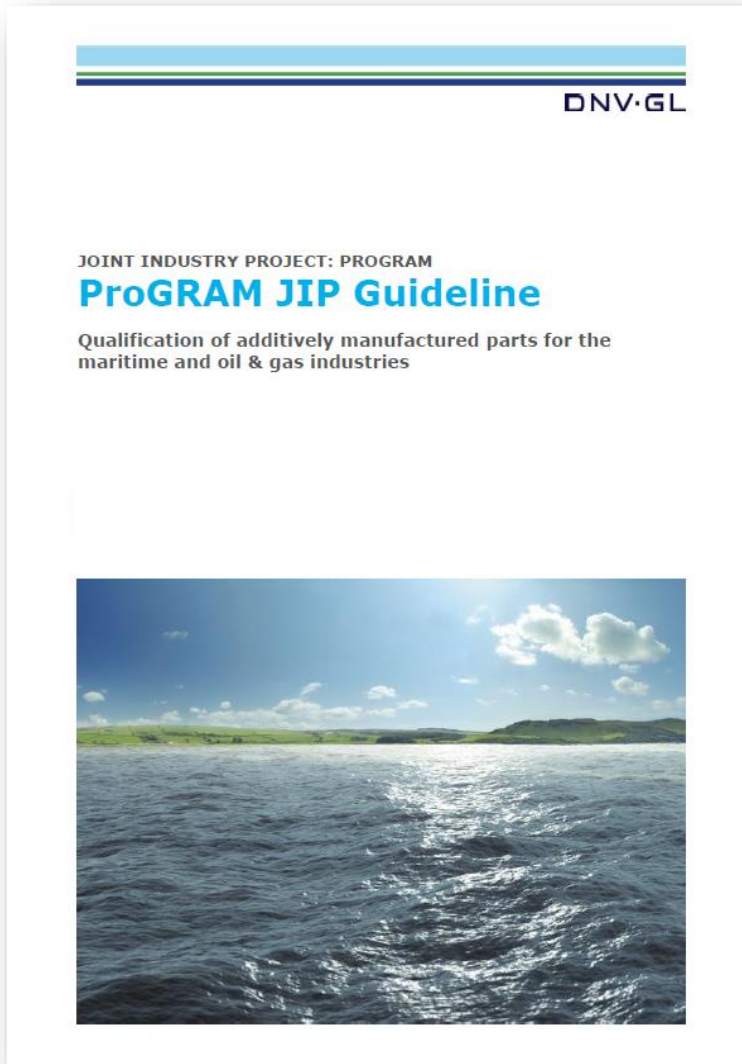 DNV·GL
JOINT INDUSTRY PROJECT: PROGRAM
ProGRAM JIP Guideline
Qualification of additively manufactured parts for the
maritime and oil & gas industries